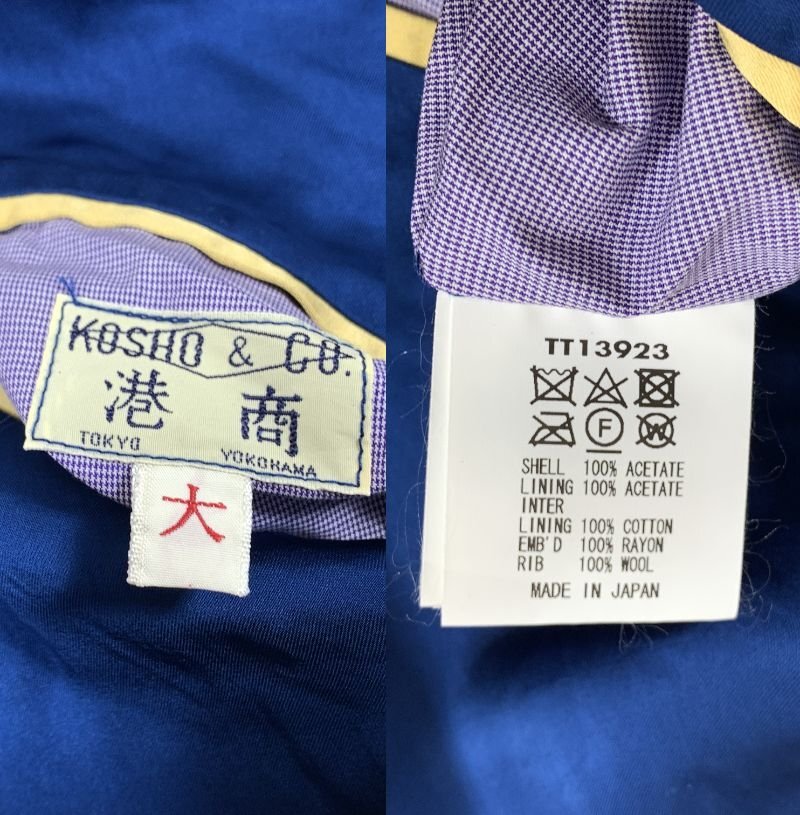 KOSHO & CO.
港 商
TOKYO YOKOHAMA
大
TT13923
F W
SHELL 100% ACETATE
LINING 100% ACETATE
INTER
LINING 100% COTTON
EMB'D 100% RAYON
RIB 100% WOOL
MADE IN JAPAN